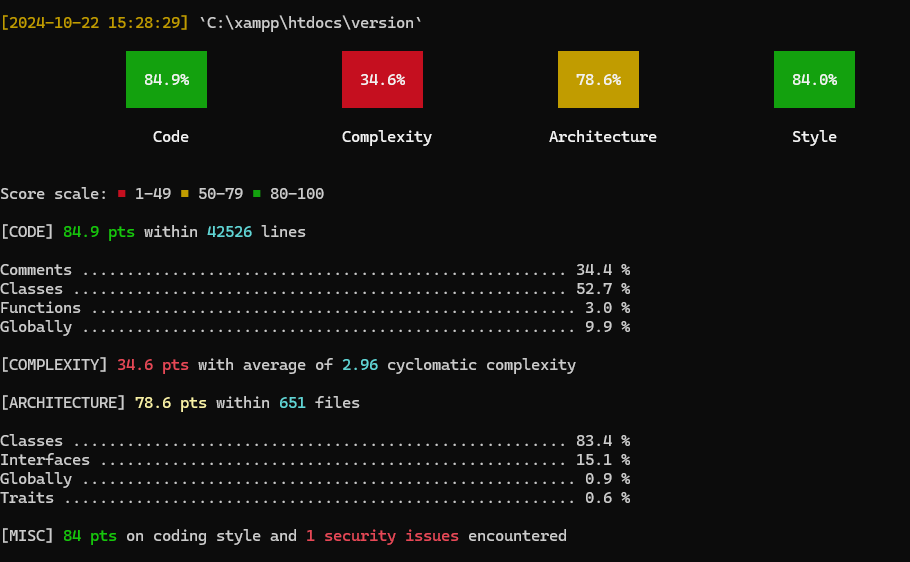 [2024-10-22 15:28:29] `C:\xampp\htdocs\version`
84.9% 34.6% 78.6% 84.0%
Code Complexity Architecture Style
Score scale: ■ 1-49 ■ 50-79 ■ 80-100
[CODE] 84.9 pts within 42526 lines
Comments ...................................................... 34.4 %
Classes ....................................................... 52.7 %
Functions ...................................................... 3.0 %
Globally ....................................................... 9.9 %
[COMPLEXITY] 34.6 pts with average of 2.96 cyclomatic complexity
[ARCHITECTURE] 78.6 pts within 651 files
Classes ....................................................... 83.4 %
Interfaces .................................................... 15.1 %
Globally ....................................................... 0.9 %
Traits ......................................................... 0.6 %
[MISC] 84 pts on coding style and 1 security issues encountered